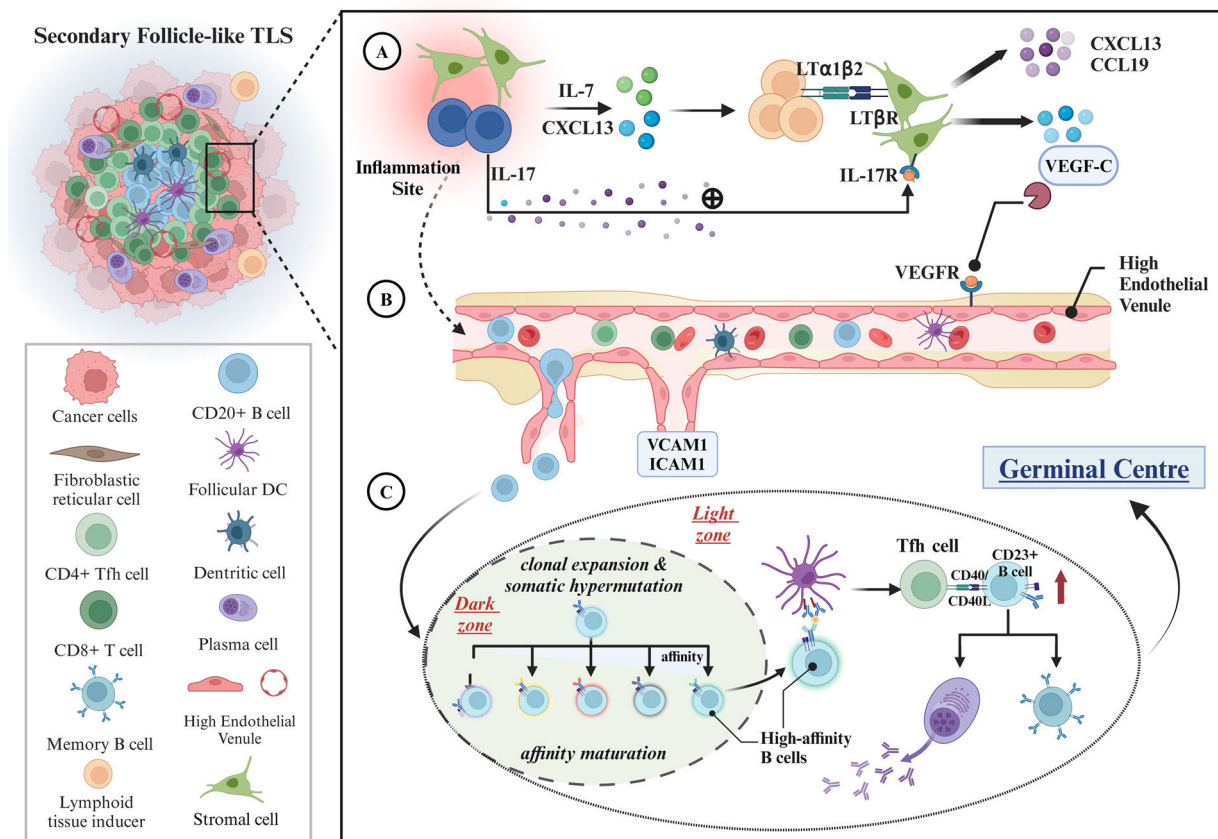 Secondary Follicle-like TLS
Cancer cells
CD20+ B cell
Fibroblastic
reticular cell
Follicular DC
CD4+ Tfh cell
Dentritic cell
CD8+ T cell
Plasma cell
Memory B cell
High Endothelial
Venule
Lymphoid
tissue inducer
Stromal cell
A
Inflammation
Site
IL-7
CXCL13
IL-17
LTα1β2
LTβR
IL-17R
CXCL13
CCL19
VEGF-C
B
VEGFR
High
Endothelial
Venule
VCAM1
ICAM1
C
Germinal Centre
Light
zone
clonal expansion &
somatic hypermutation
Dark
zone
affinity
affinity maturation
High-affinity
B cells
Tfh cell
CD23+
B cell
CD40/
CD40L